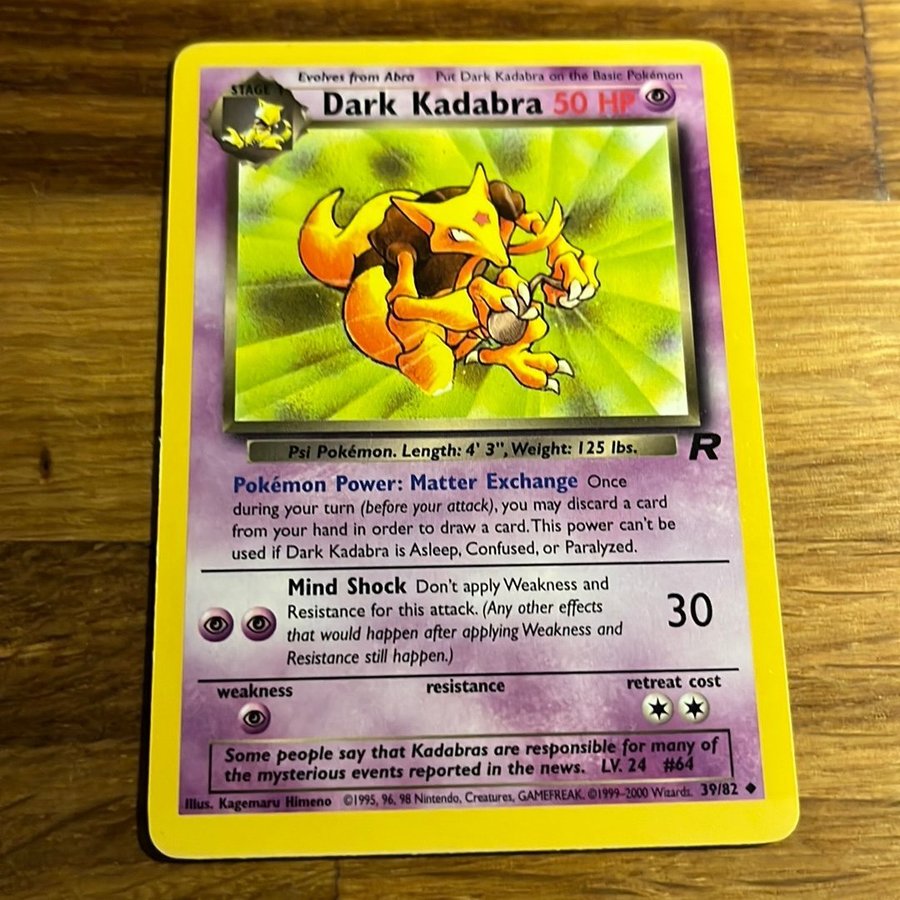 Evolves from Abra Put Dark Kadabra on the Basic Pokémon
STAGE 1
Dark Kadabra 50 HP
Psi Pokémon. Length: 4' 3", Weight: 125 lbs.
R
Pokémon Power: Matter Exchange Once
during your turn (before your attack), you may discard a card
from your hand in order to draw a card. This power can't be
used if Dark Kadabra is Asleep, Confused, or Paralyzed.
Mind Shock Don't apply Weakness and
Resistance for this attack. (Any other effects
that would happen after applying Weakness and
Resistance still happen.)
30
weakness resistance retreat cost
Some people say that Kadabras are responsible for many of
the mysterious events reported in the news. LV. 24 #64
Illus. Kagemaru Himeno ©1995, 96, 98 Nintendo, Creatures, GAMEFREAK. ©1999-2000 Wizards. 39/82